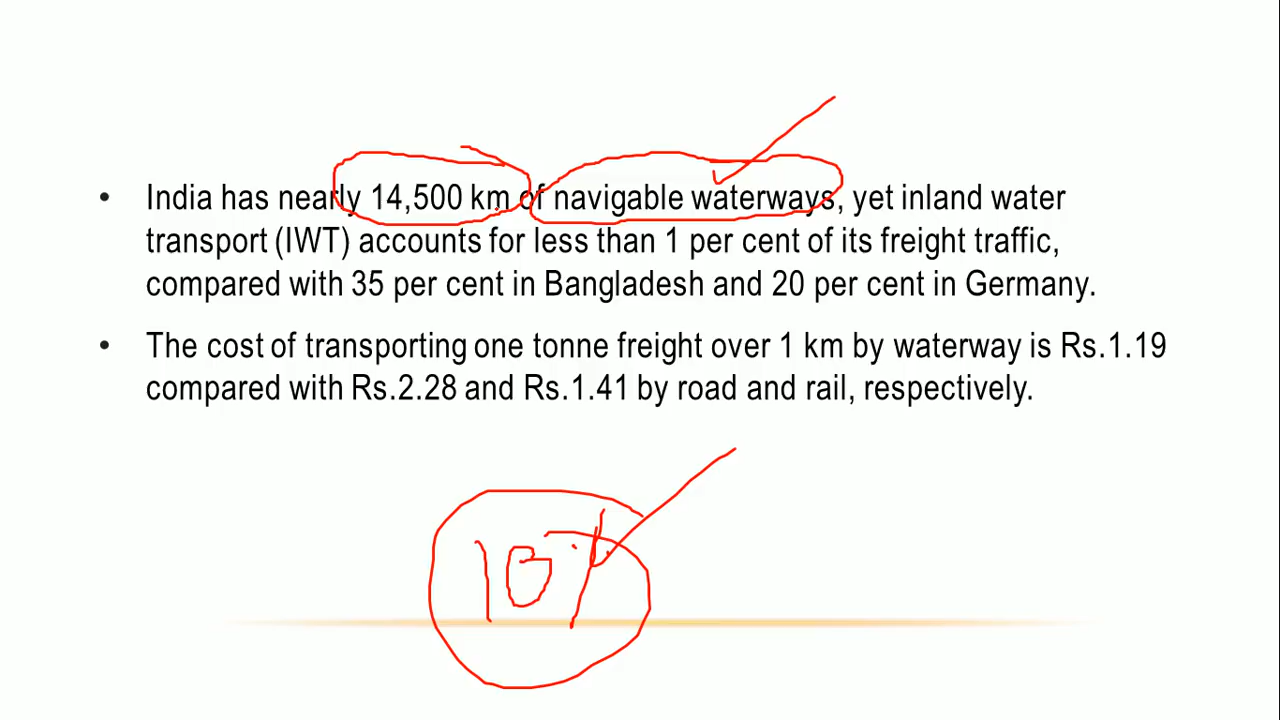 • India has nearly 14,500 km of navigable waterways, yet inland water
transport (IWT) accounts for less than 1 per cent of its freight traffic,
compared with 35 per cent in Bangladesh and 20 per cent in Germany.
• The cost of transporting one tonne freight over 1 km by waterway is Rs.1.19
compared with Rs.2.28 and Rs.1.41 by road and rail, respectively.
10%